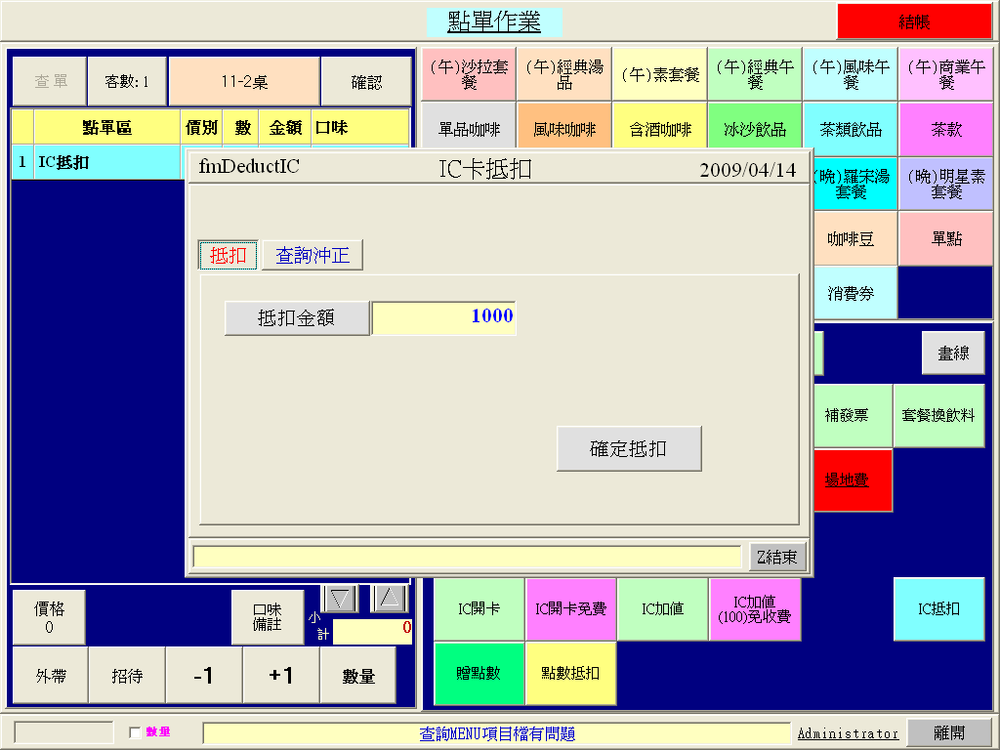 點單作業
結帳
查單
客數: 1
11-2桌
確認
點單區 價別 數 金額 口味
1 IC抵扣
(午)沙拉套餐
(午)經典湯品
(午)素套餐
(午)經典午餐
(午)風味午餐
(午)商業午餐
單品咖啡
風味咖啡
含酒咖啡
冰沙飲品
茶類飲品
茶款
(晚)羅宋湯套餐
(晚)明星素套餐
咖啡豆
單點
消費券
fmDeductIC
IC卡抵扣
2009/04/14
抵扣
查詢沖正
抵扣金額
1000
確定抵扣
Z結束
畫線
補發票
套餐換飲料
場地費
IC開卡
IC開卡免費
IC加值
IC加值
(100)免收費
IC抵扣
贈點數
點數抵扣
價格
0
口味
備註
小計
0
外帶
招待
-1
+1
數量
數量
查詢MENU項目檔有問題
Administrator
離開